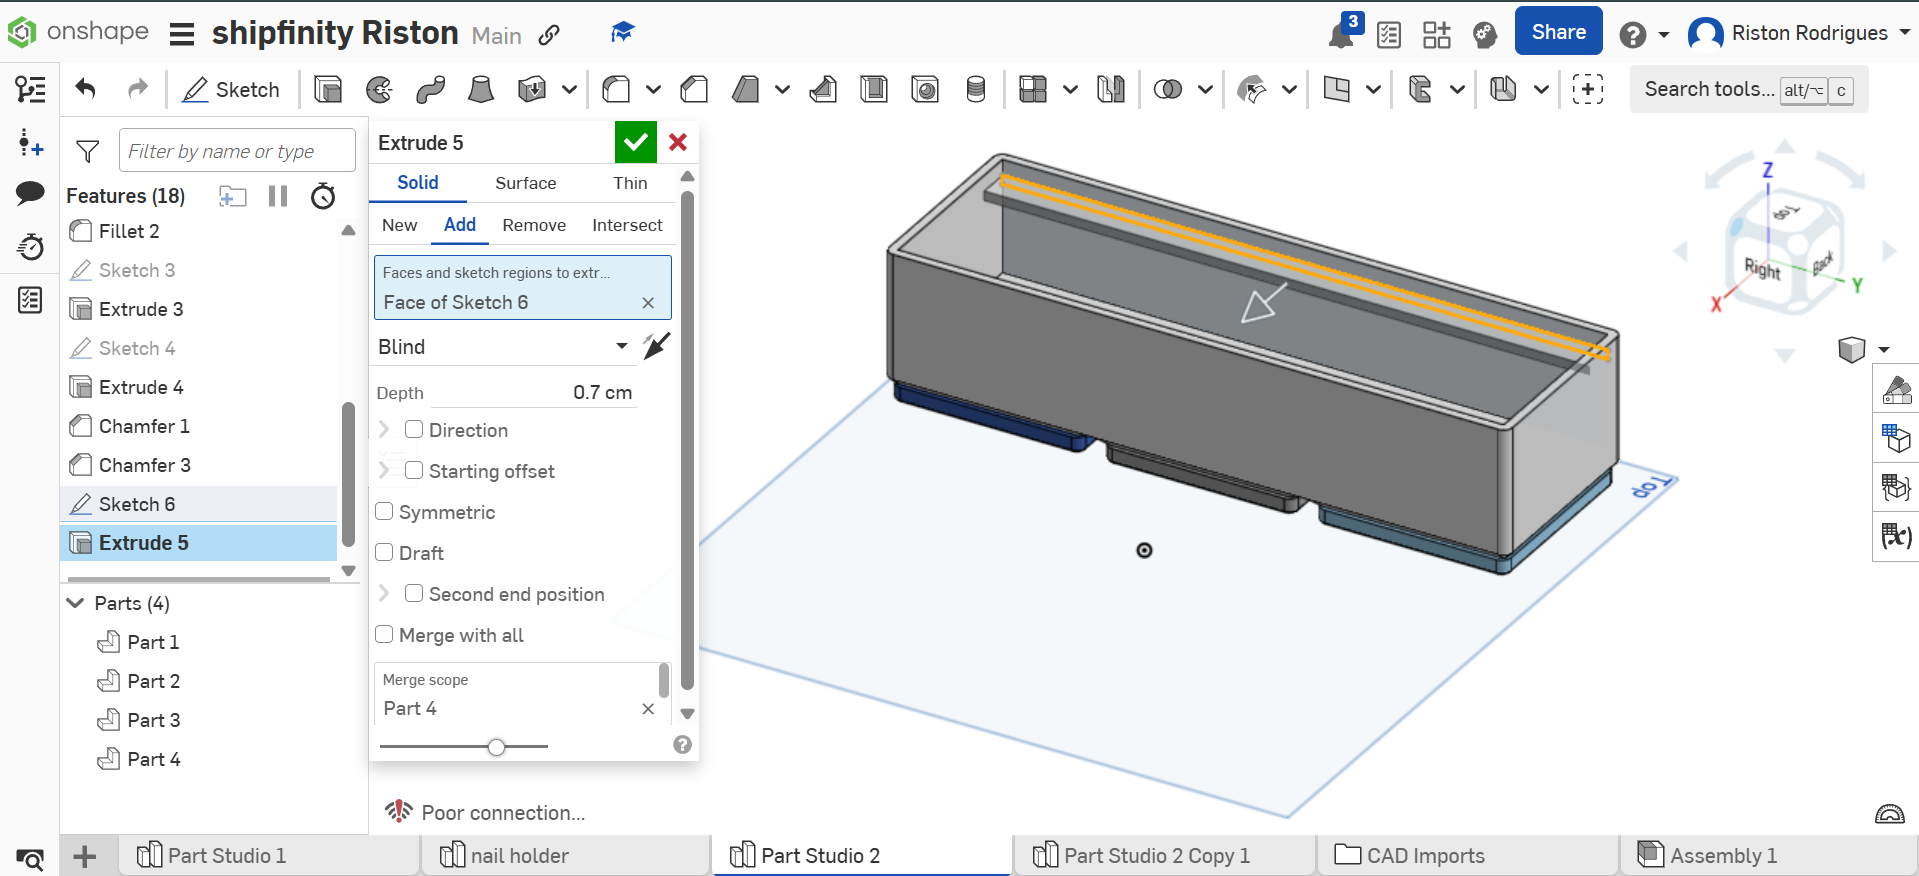 onshape
shipfinity Riston Main
3
Share
Riston Rodrigues
Sketch
Search tools... alt/⌥ c
Filter by name or type
Features (18)
Fillet 2
Sketch 3
Extrude 3
Sketch 4
Extrude 4
Chamfer 1
Chamfer 3
Sketch 6
Extrude 5
Parts (4)
Part 1
Part 2
Part 3
Part 4
Extrude 5
Solid Surface Thin
New Add Remove Intersect
Faces and sketch regions to extr...
Face of Sketch 6
Blind
Depth 0.7 cm
Direction
Starting offset
Symmetric
Draft
Second end position
Merge with all
Merge scope
Part 4
Poor connection...
Top
Z
Top
Right
Back
X
Y
(x)
Part Studio 1
nail holder
Part Studio 2
Part Studio 2 Copy 1
CAD Imports
Assembly 1